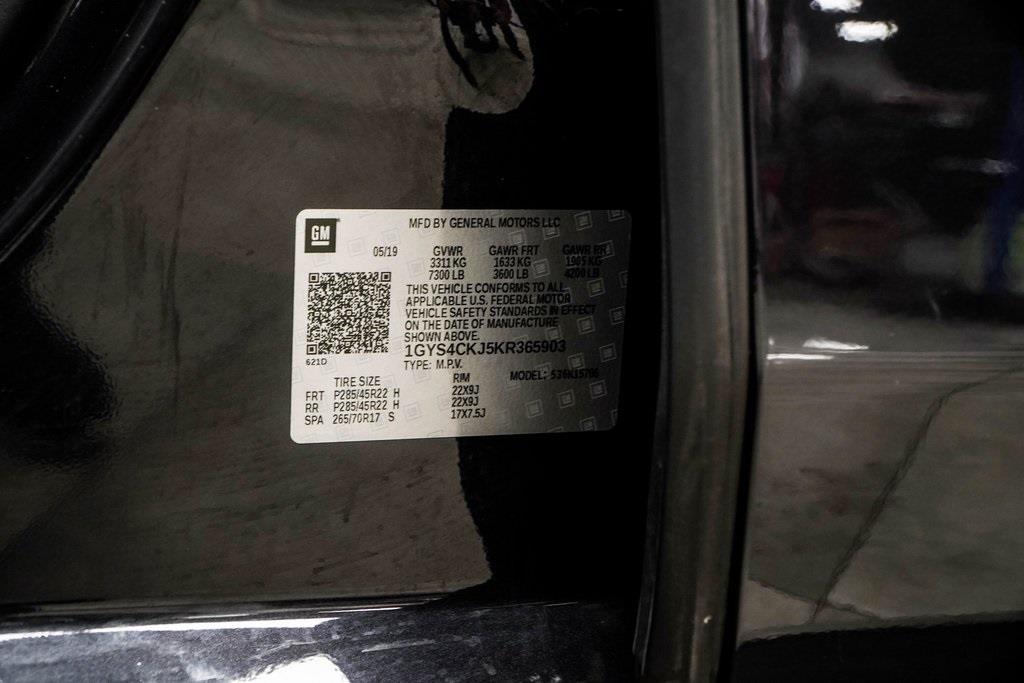 GM
MFD BY GENERAL MOTORS LLC
05/19 GVWR GAWR FRT GAWR RR
3311 KG 1633 KG 1905 KG
7300 LB 3600 LB 4200 LB
THIS VEHICLE CONFORMS TO ALL
APPLICABLE U.S. FEDERAL MOTOR
VEHICLE SAFETY STANDARDS IN EFFECT
ON THE DATE OF MANUFACTURE
SHOWN ABOVE.
1GYS4CKJ5KR365903
621D
TYPE: M.P.V.
MODEL:
TIRE SIZE RIM
FRT P285/45R22 H 22X9J
RR P285/45R22 H 22X9J
SPA 265/70R17 S 17X7.5J